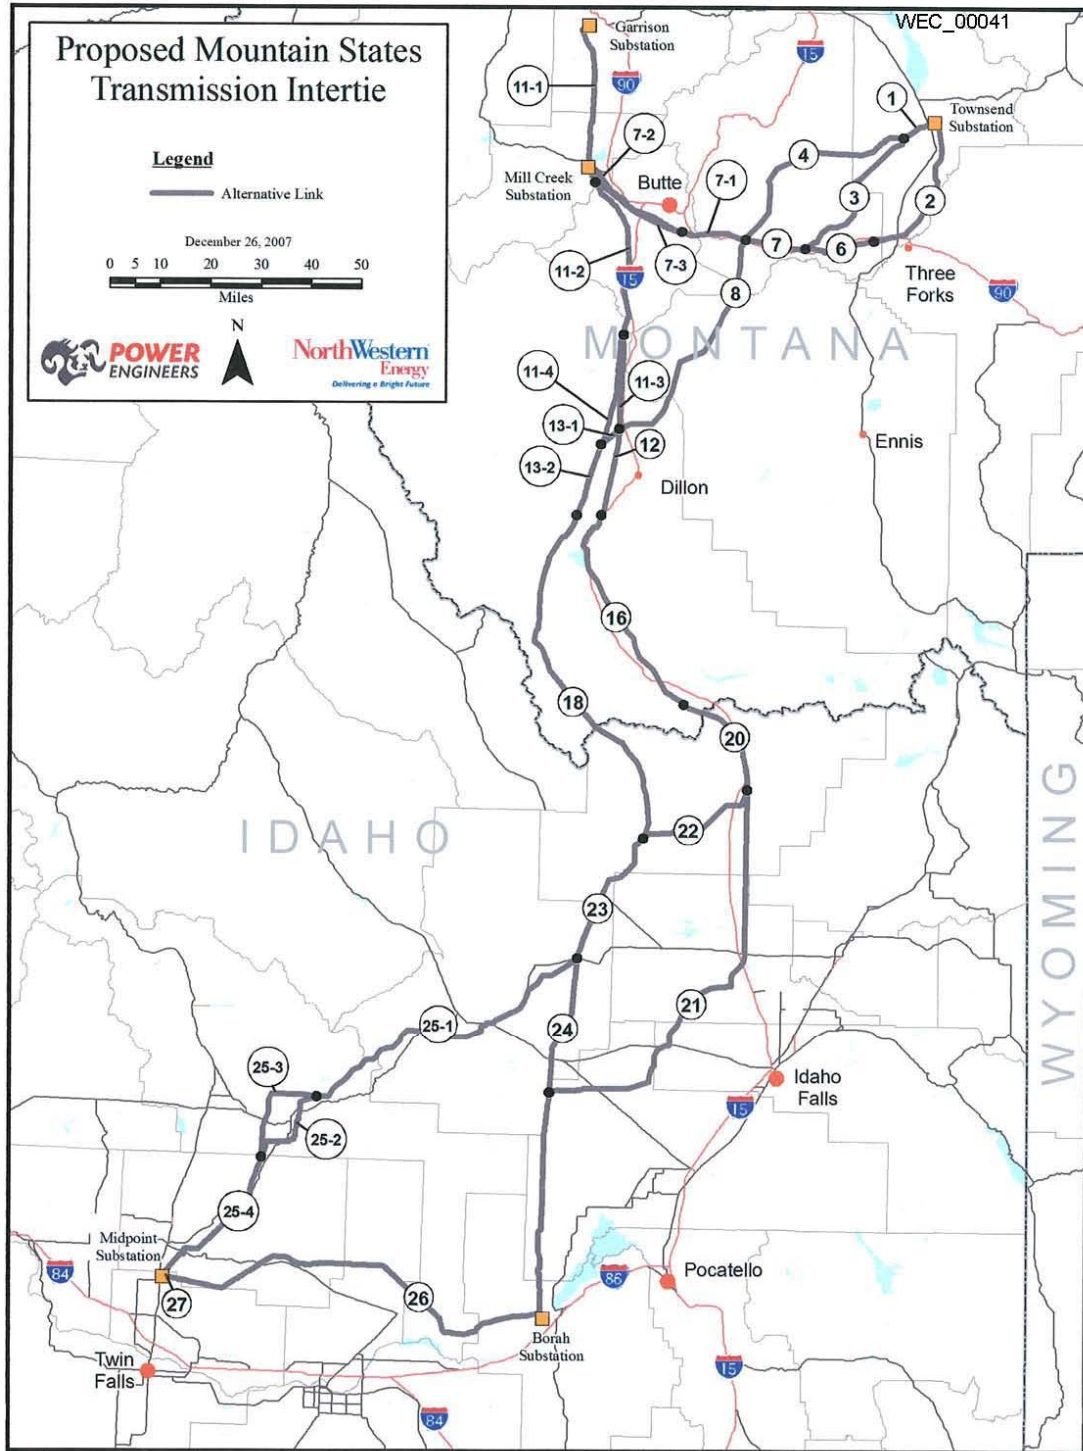 WEC_00041
Proposed Mountain States
Transmission Intertie
Legend
Alternative Link
December 26, 2007
0 5 10 20 30 40 50
Miles
N
POWER
ENGINEERS
NorthWestern
Energy
Delivering a Bright Future
Garrison
Substation
11-1
90
15
1
Townsend
Substation
7-2
4
Mill Creek
Substation
Butte
7-1
3
2
11-2
15
7-3
7
6
8
Three
Forks
90
MONTANA
11-4
11-3
13-1
12
13-2
Ennis
Dillon
16
18
20
WYOMING
IDAHO
22
23
21
24
25-1
25-3
25-2
Idaho
Falls
15
25-4
Midpoint
Substation
84
27
26
86
Pocatello
Borah
Substation
Twin
Falls
15
84